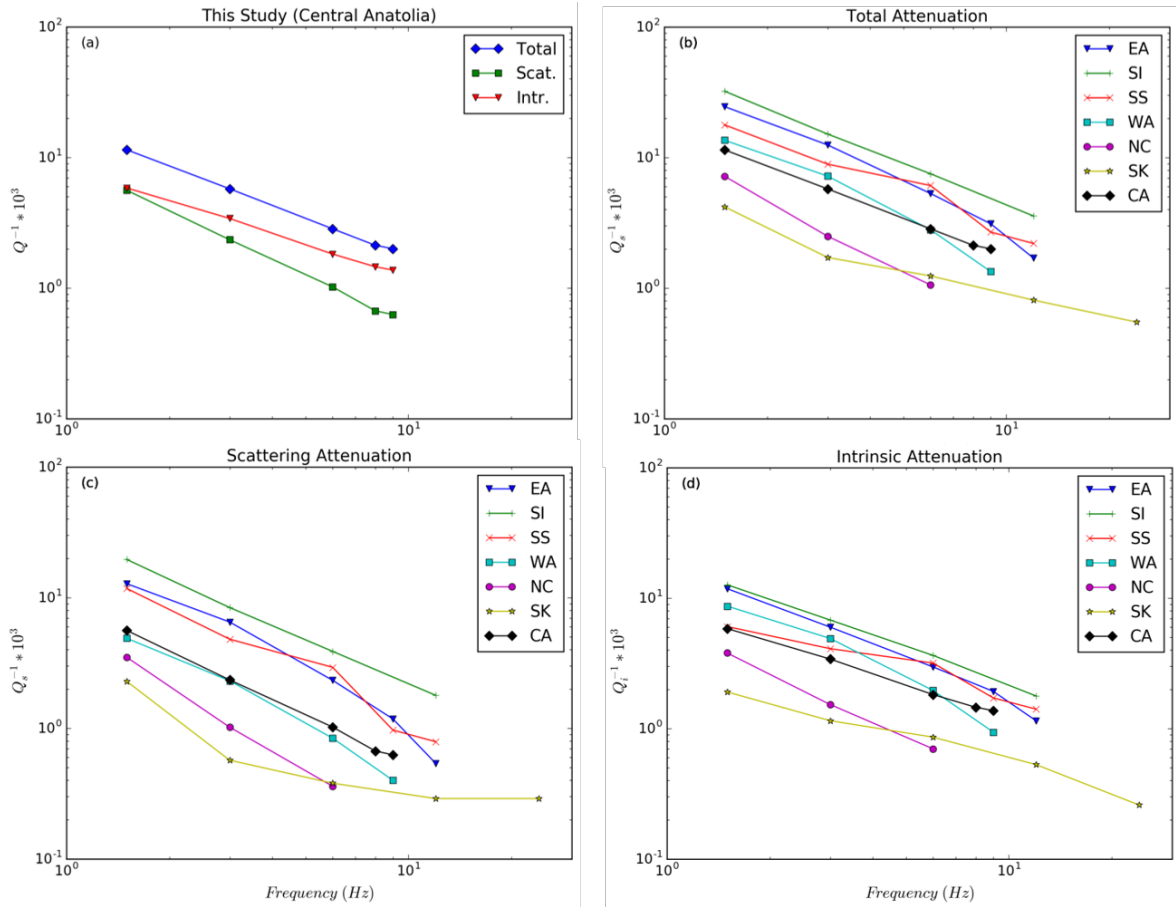 This Study (Central Anatolia)
(a)
Total
Scat.
Intr.
10^2
10^1
10^0
10^-1
Q^-1 * 10^3
10^0
10^1
Total Attenuation
(b)
EA
SI
SS
WA
NC
SK
CA
10^2
10^1
10^0
10^-1
Q_s^-1 * 10^3
10^0
10^1
Scattering Attenuation
(c)
EA
SI
SS
WA
NC
SK
CA
10^2
10^1
10^0
10^-1
Q_s^-1 * 10^3
10^0
10^1
Frequency (Hz)
Intrinsic Attenuation
(d)
EA
SI
SS
WA
NC
SK
CA
10^2
10^1
10^0
10^-1
Q_i^-1 * 10^3
10^0
10^1
Frequency (Hz)